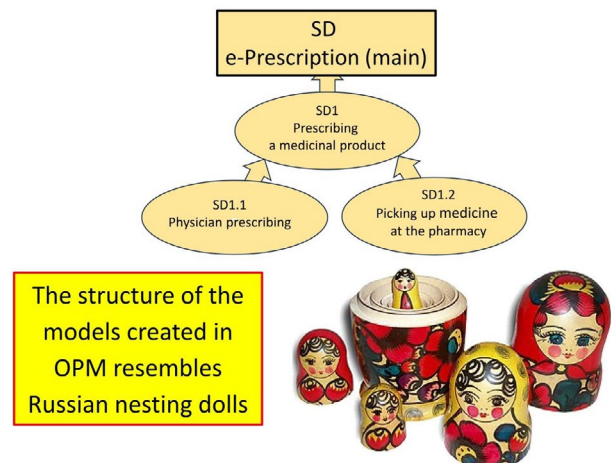 SD
e-Prescription (main)
SD1
Prescribing
a medicinal product
SD1.1
Physician prescribing
SD1.2
Picking up medicine
at the pharmacy
The structure of the
models created in
OPM resembles
Russian nesting dolls